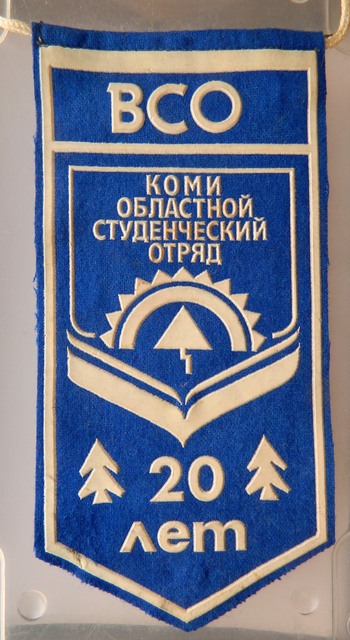 ВСО
КОМИ
ОБЛАСТНОЙ
СТУДЕНЧЕСКИЙ
ОТРЯД
20
лет